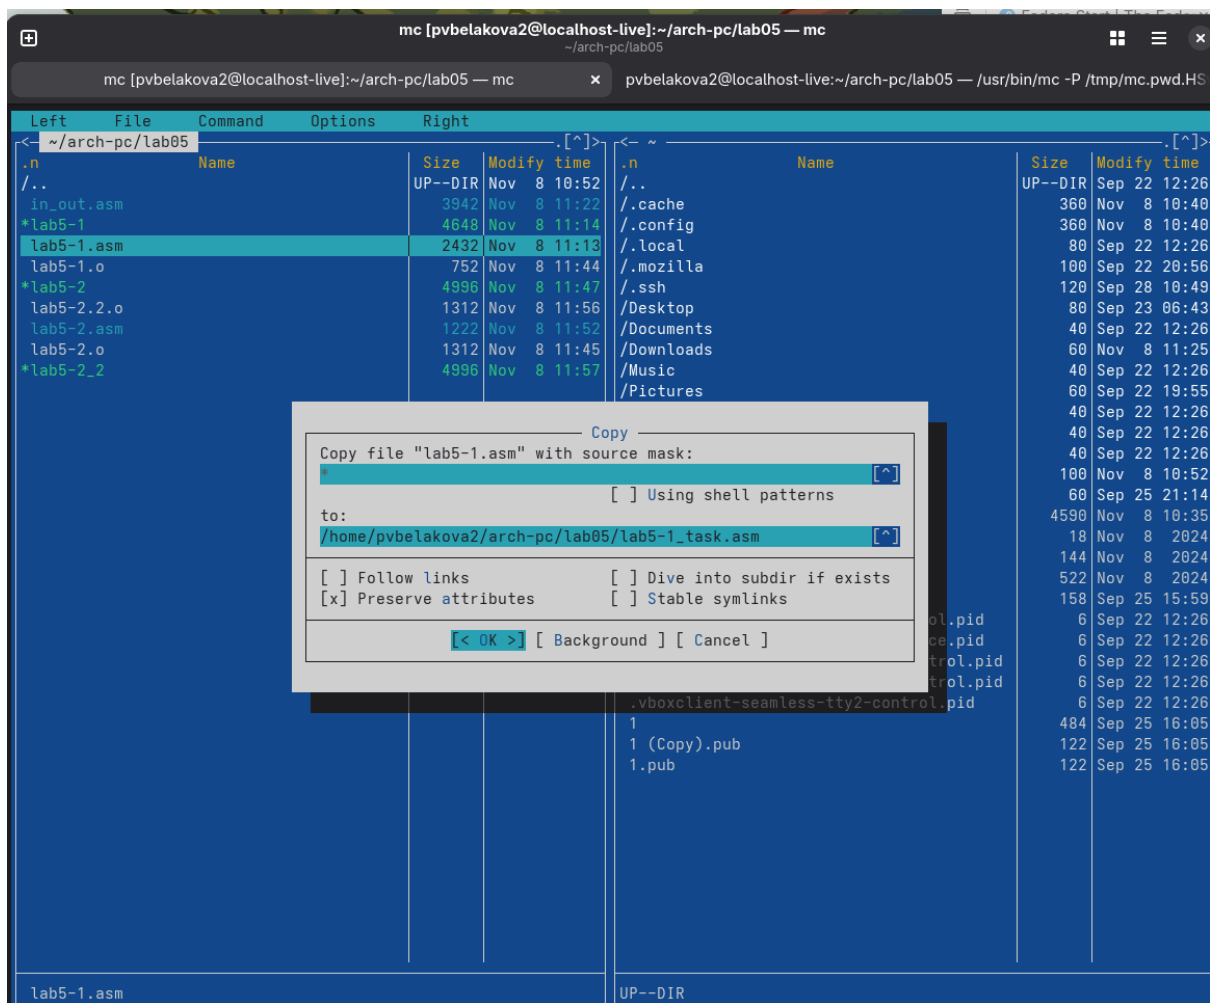 mc [pvbelakova2@localhost-live]:~/arch-pc/lab05 — mc
~/arch-pc/lab05
mc [pvbelakova2@localhost-live]:~/arch-pc/lab05 — mc × pvbelakova2@localhost-live:~/arch-pc/lab05 — /usr/bin/mc -P /tmp/mc.pwd.HS
Left File Command Options Right
<— ~/arch-pc/lab05 .[^]> <— ~ .[^]>
.n Name Size Modify time .n Name Size Modify time
/.. UP--DIR Nov 8 10:52 /.. UP--DIR Sep 22 12:26
in_out.asm 3942 Nov 8 11:22 /.cache 360 Nov 8 10:40
*lab5-1 4648 Nov 8 11:14 /.config 360 Nov 8 10:40
lab5-1.asm 2432 Nov 8 11:13 /.local 80 Sep 22 12:26
lab5-1.o 752 Nov 8 11:44 /.mozilla 100 Sep 22 20:56
*lab5-2 4996 Nov 8 11:47 /.ssh 120 Sep 28 10:49
lab5-2.2.o 1312 Nov 8 11:56 /Desktop 80 Sep 23 06:43
lab5-2.asm 1222 Nov 8 11:52 /Documents 40 Sep 22 12:26
lab5-2.o 1312 Nov 8 11:45 /Downloads 60 Nov 8 11:25
*lab5-2_2 4996 Nov 8 11:57 /Music 40 Sep 22 12:26
/Pictures 60 Sep 22 19:55
40 Sep 22 12:26
Copy 40 Sep 22 12:26
Copy file "lab5-1.asm" with source mask: 40 Sep 22 12:26
* [^] 100 Nov 8 10:52
[ ] Using shell patterns 60 Sep 25 21:14
to: 4590 Nov 8 10:35
/home/pvbelakova2/arch-pc/lab05/lab5-1_task.asm [^] 18 Nov 8 2024
144 Nov 8 2024
[ ] Follow links [ ] Dive into subdir if exists 522 Nov 8 2024
[x] Preserve attributes [ ] Stable symlinks 158 Sep 25 15:59
ol.pid 6 Sep 22 12:26
[< OK >] [ Background ] [ Cancel ] ce.pid 6 Sep 22 12:26
trol.pid 6 Sep 22 12:26
trol.pid 6 Sep 22 12:26
.vboxclient-seamless-tty2-control.pid 6 Sep 22 12:26
1 484 Sep 25 16:05
1 (Copy).pub 122 Sep 25 16:05
1.pub 122 Sep 25 16:05
lab5-1.asm UP--DIR